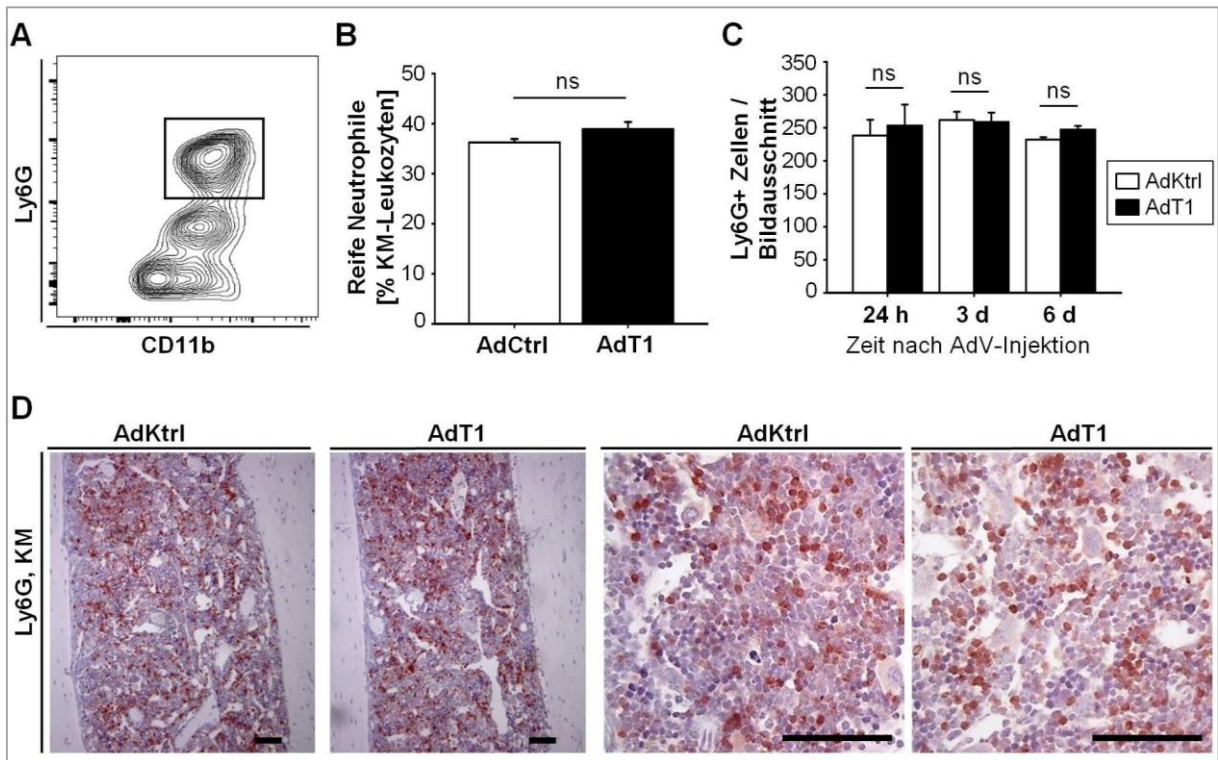 A
Ly6G
CD11b
B
Reife Neutrophile
[% KM-Leukozyten]
50
40
30
20
10
0
ns
AdCtrl
AdT1
C
Ly6G+ Zellen /
Bildausschnitt
350
300
250
200
150
100
50
0
ns
ns
ns
24 h
3 d
6 d
Zeit nach AdV-Injektion
AdKtrl
AdT1
D
AdKtrl
AdT1
AdKtrl
AdT1
Ly6G, KM